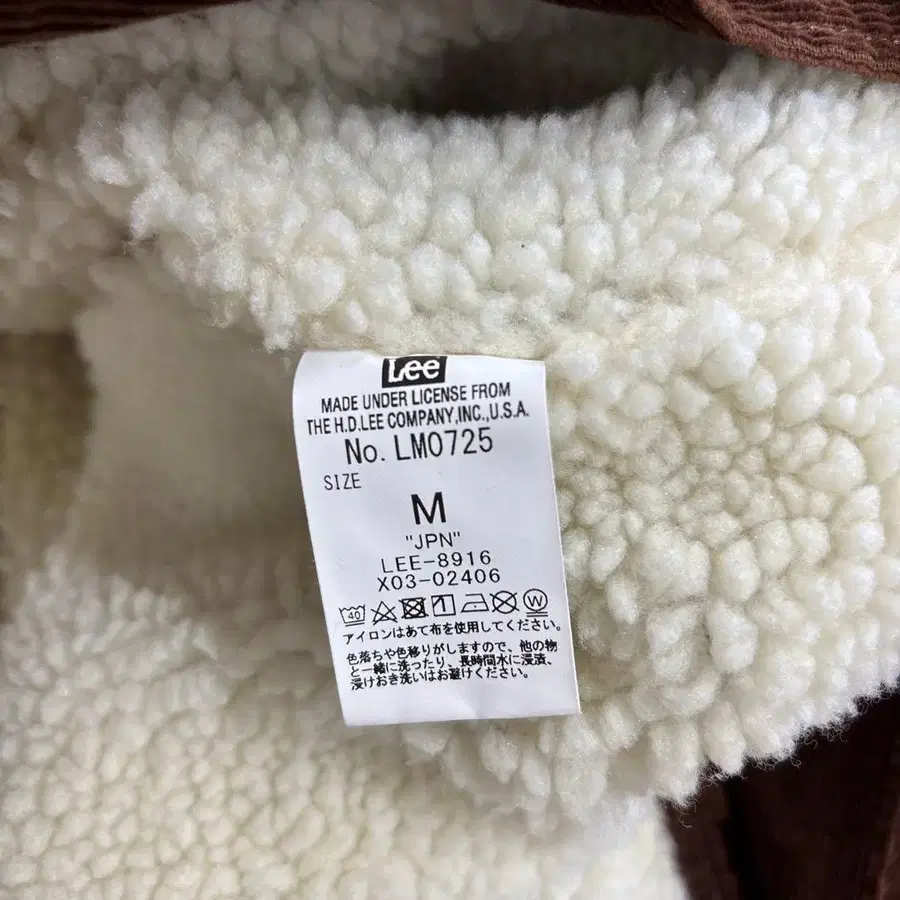 Lee
MADE UNDER LICENSE FROM
THE H.D.LEE COMPANY,INC.,U.S.A.
No. LM0725
SIZE
M
"JPN"
LEE-8916
X03-02406
40 1 W
アイロンはあて布を使用してください。
色落ちや色移りがしますので、他の物
と一緒に洗ったり、長時間水に浸漬、
浸けおき洗いはお避けください。